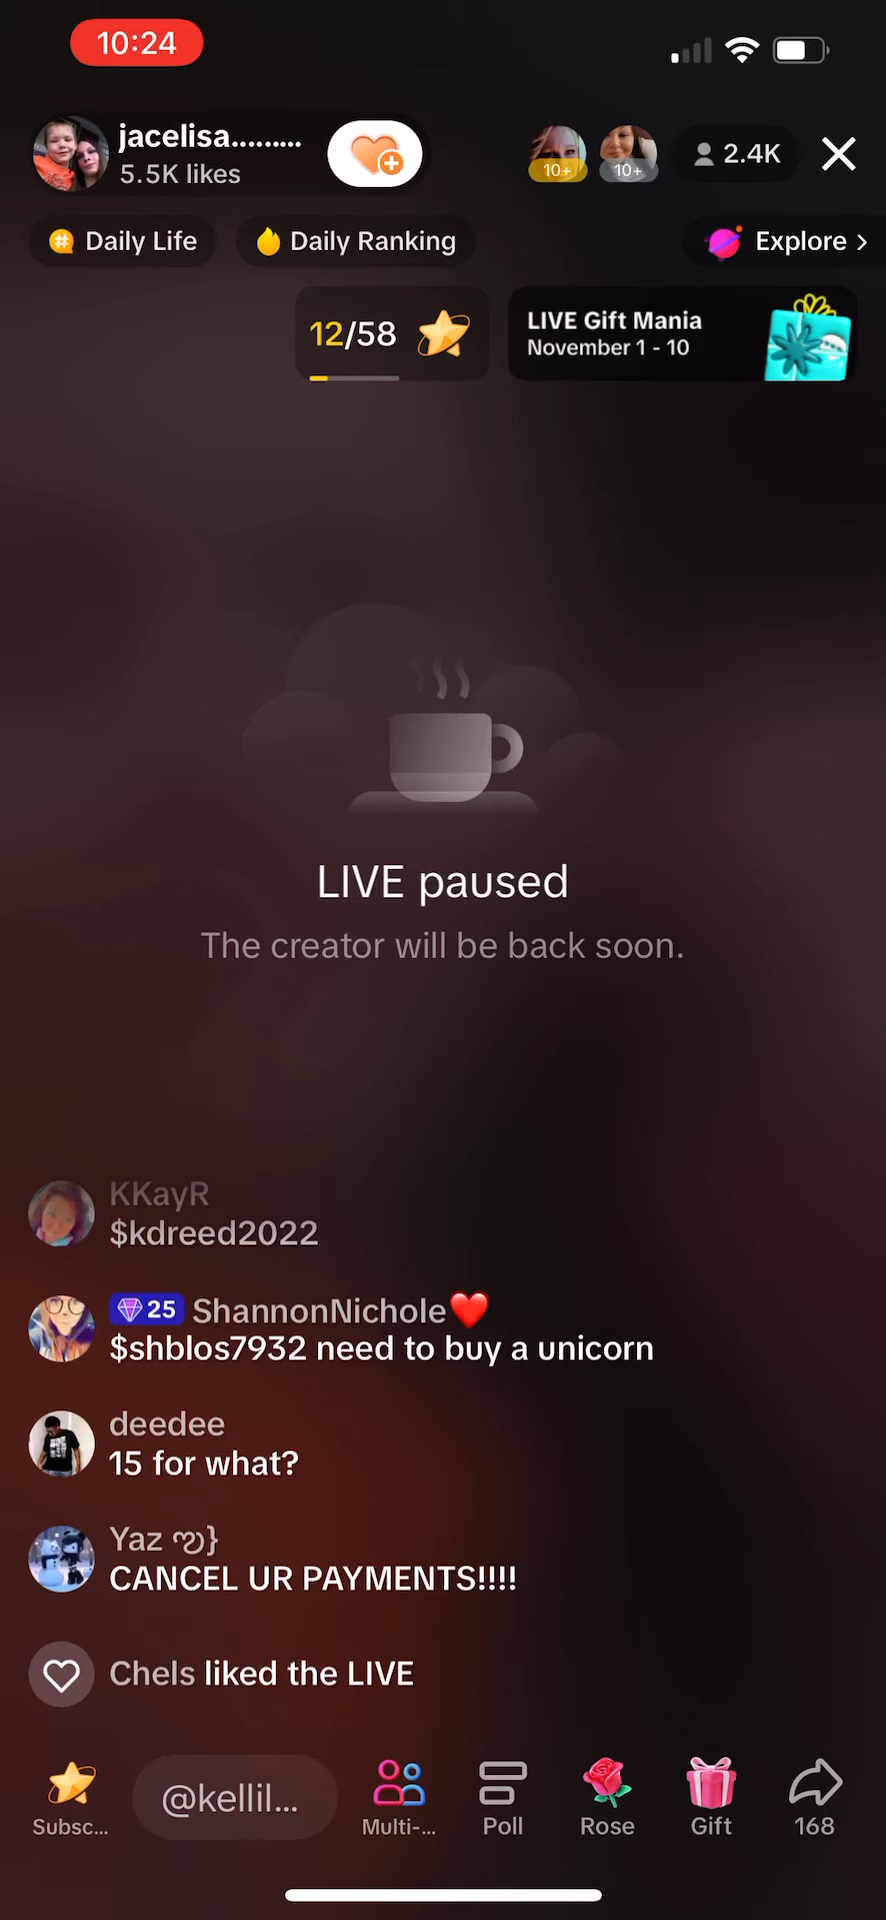 10:24
jacelisa.........
5.5K likes
10+
10+
2.4K
Daily Life
Daily Ranking
Explore >
12/58
LIVE Gift Mania
November 1 - 10
LIVE paused
The creator will be back soon.
KKayR
$kdreed2022
25 ShannonNichole❤️
$shblos7932 need to buy a unicorn
deedee
15 for what?
Yaz ఌ}
CANCEL UR PAYMENTS!!!!
Chels liked the LIVE
@kellil...
Subsc...
Multi-...
Poll
Rose
Gift
168